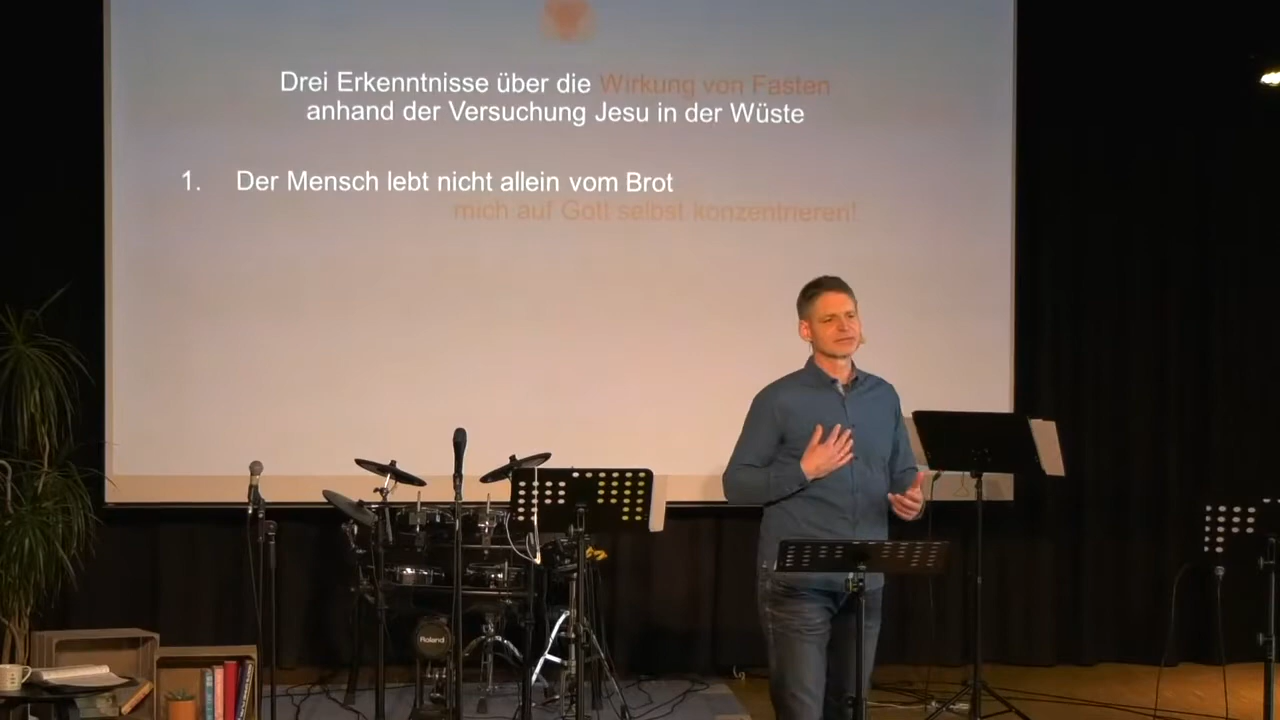 Drei Erkenntnisse über die Wirkung von Fasten
anhand der Versuchung Jesu in der Wüste
1. Der Mensch lebt nicht allein vom Brot
mich auf Gott selbst konzentrieren!
Roland